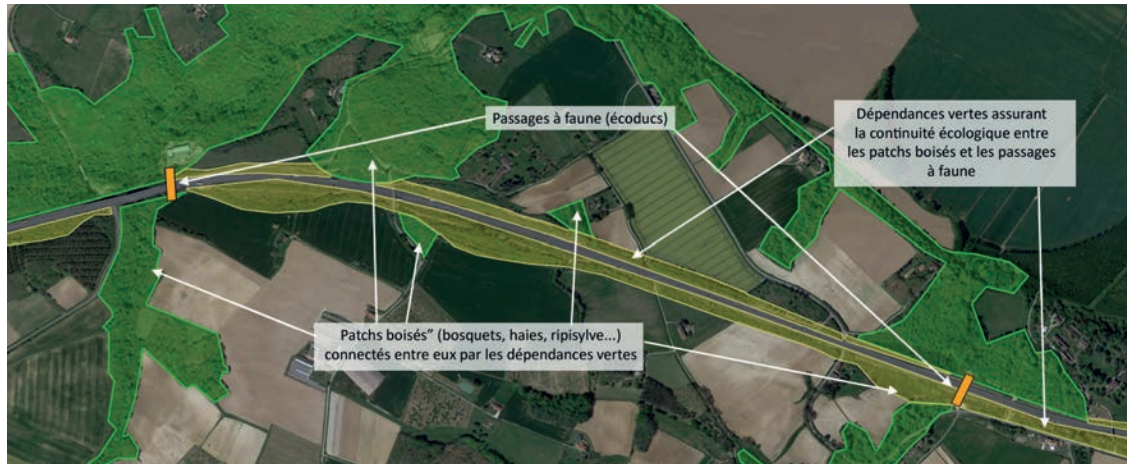 Passages à faune (écoducs)
Dépendances vertes assurant
la continuité écologique entre
les patchs boisés et les passages
à faune
Patchs boisés” (bosquets, haies, ripisylve...)
connectés entre eux par les dépendances vertes